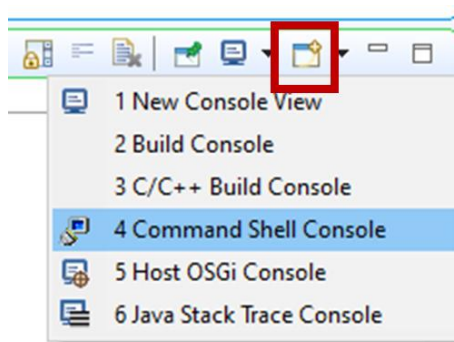 1 New Console View
2 Build Console
3 C/C++ Build Console
4 Command Shell Console
5 Host OSGi Console
6 Java Stack Trace Console